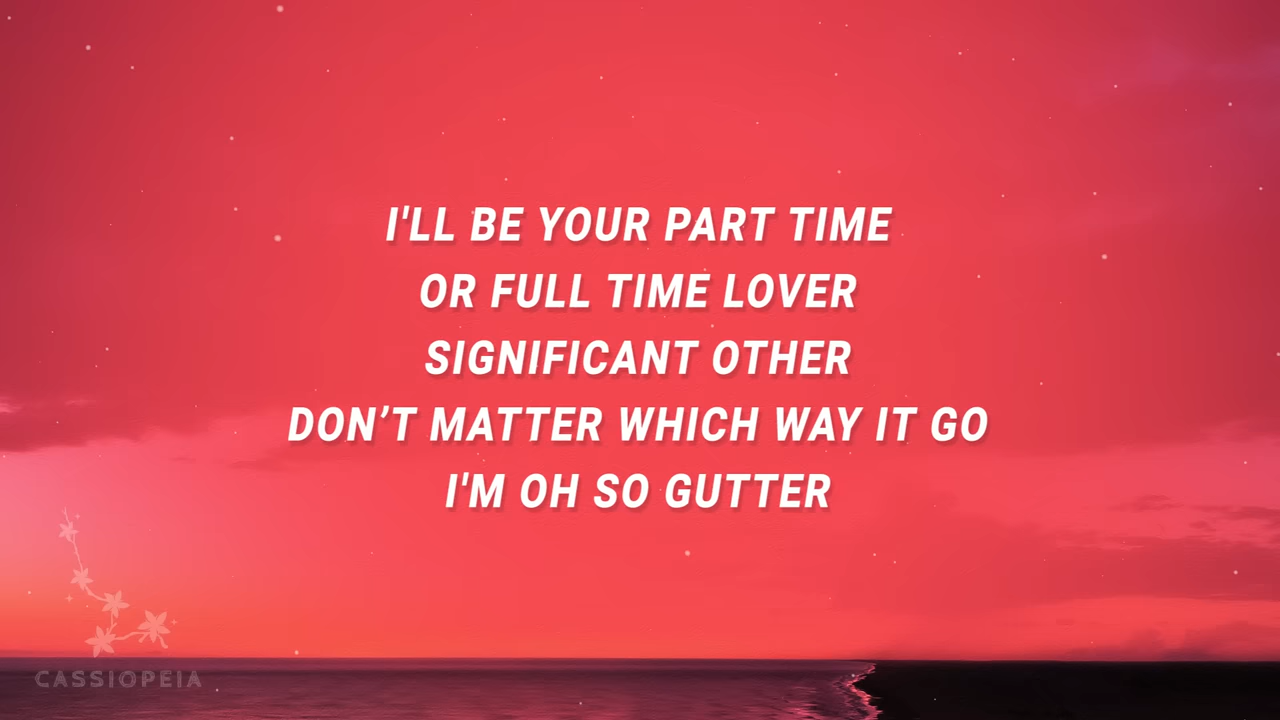 I'LL BE YOUR PART TIME
OR FULL TIME LOVER
SIGNIFICANT OTHER
DON’T MATTER WHICH WAY IT GO
I'M OH SO GUTTER
CASSIOPEIA